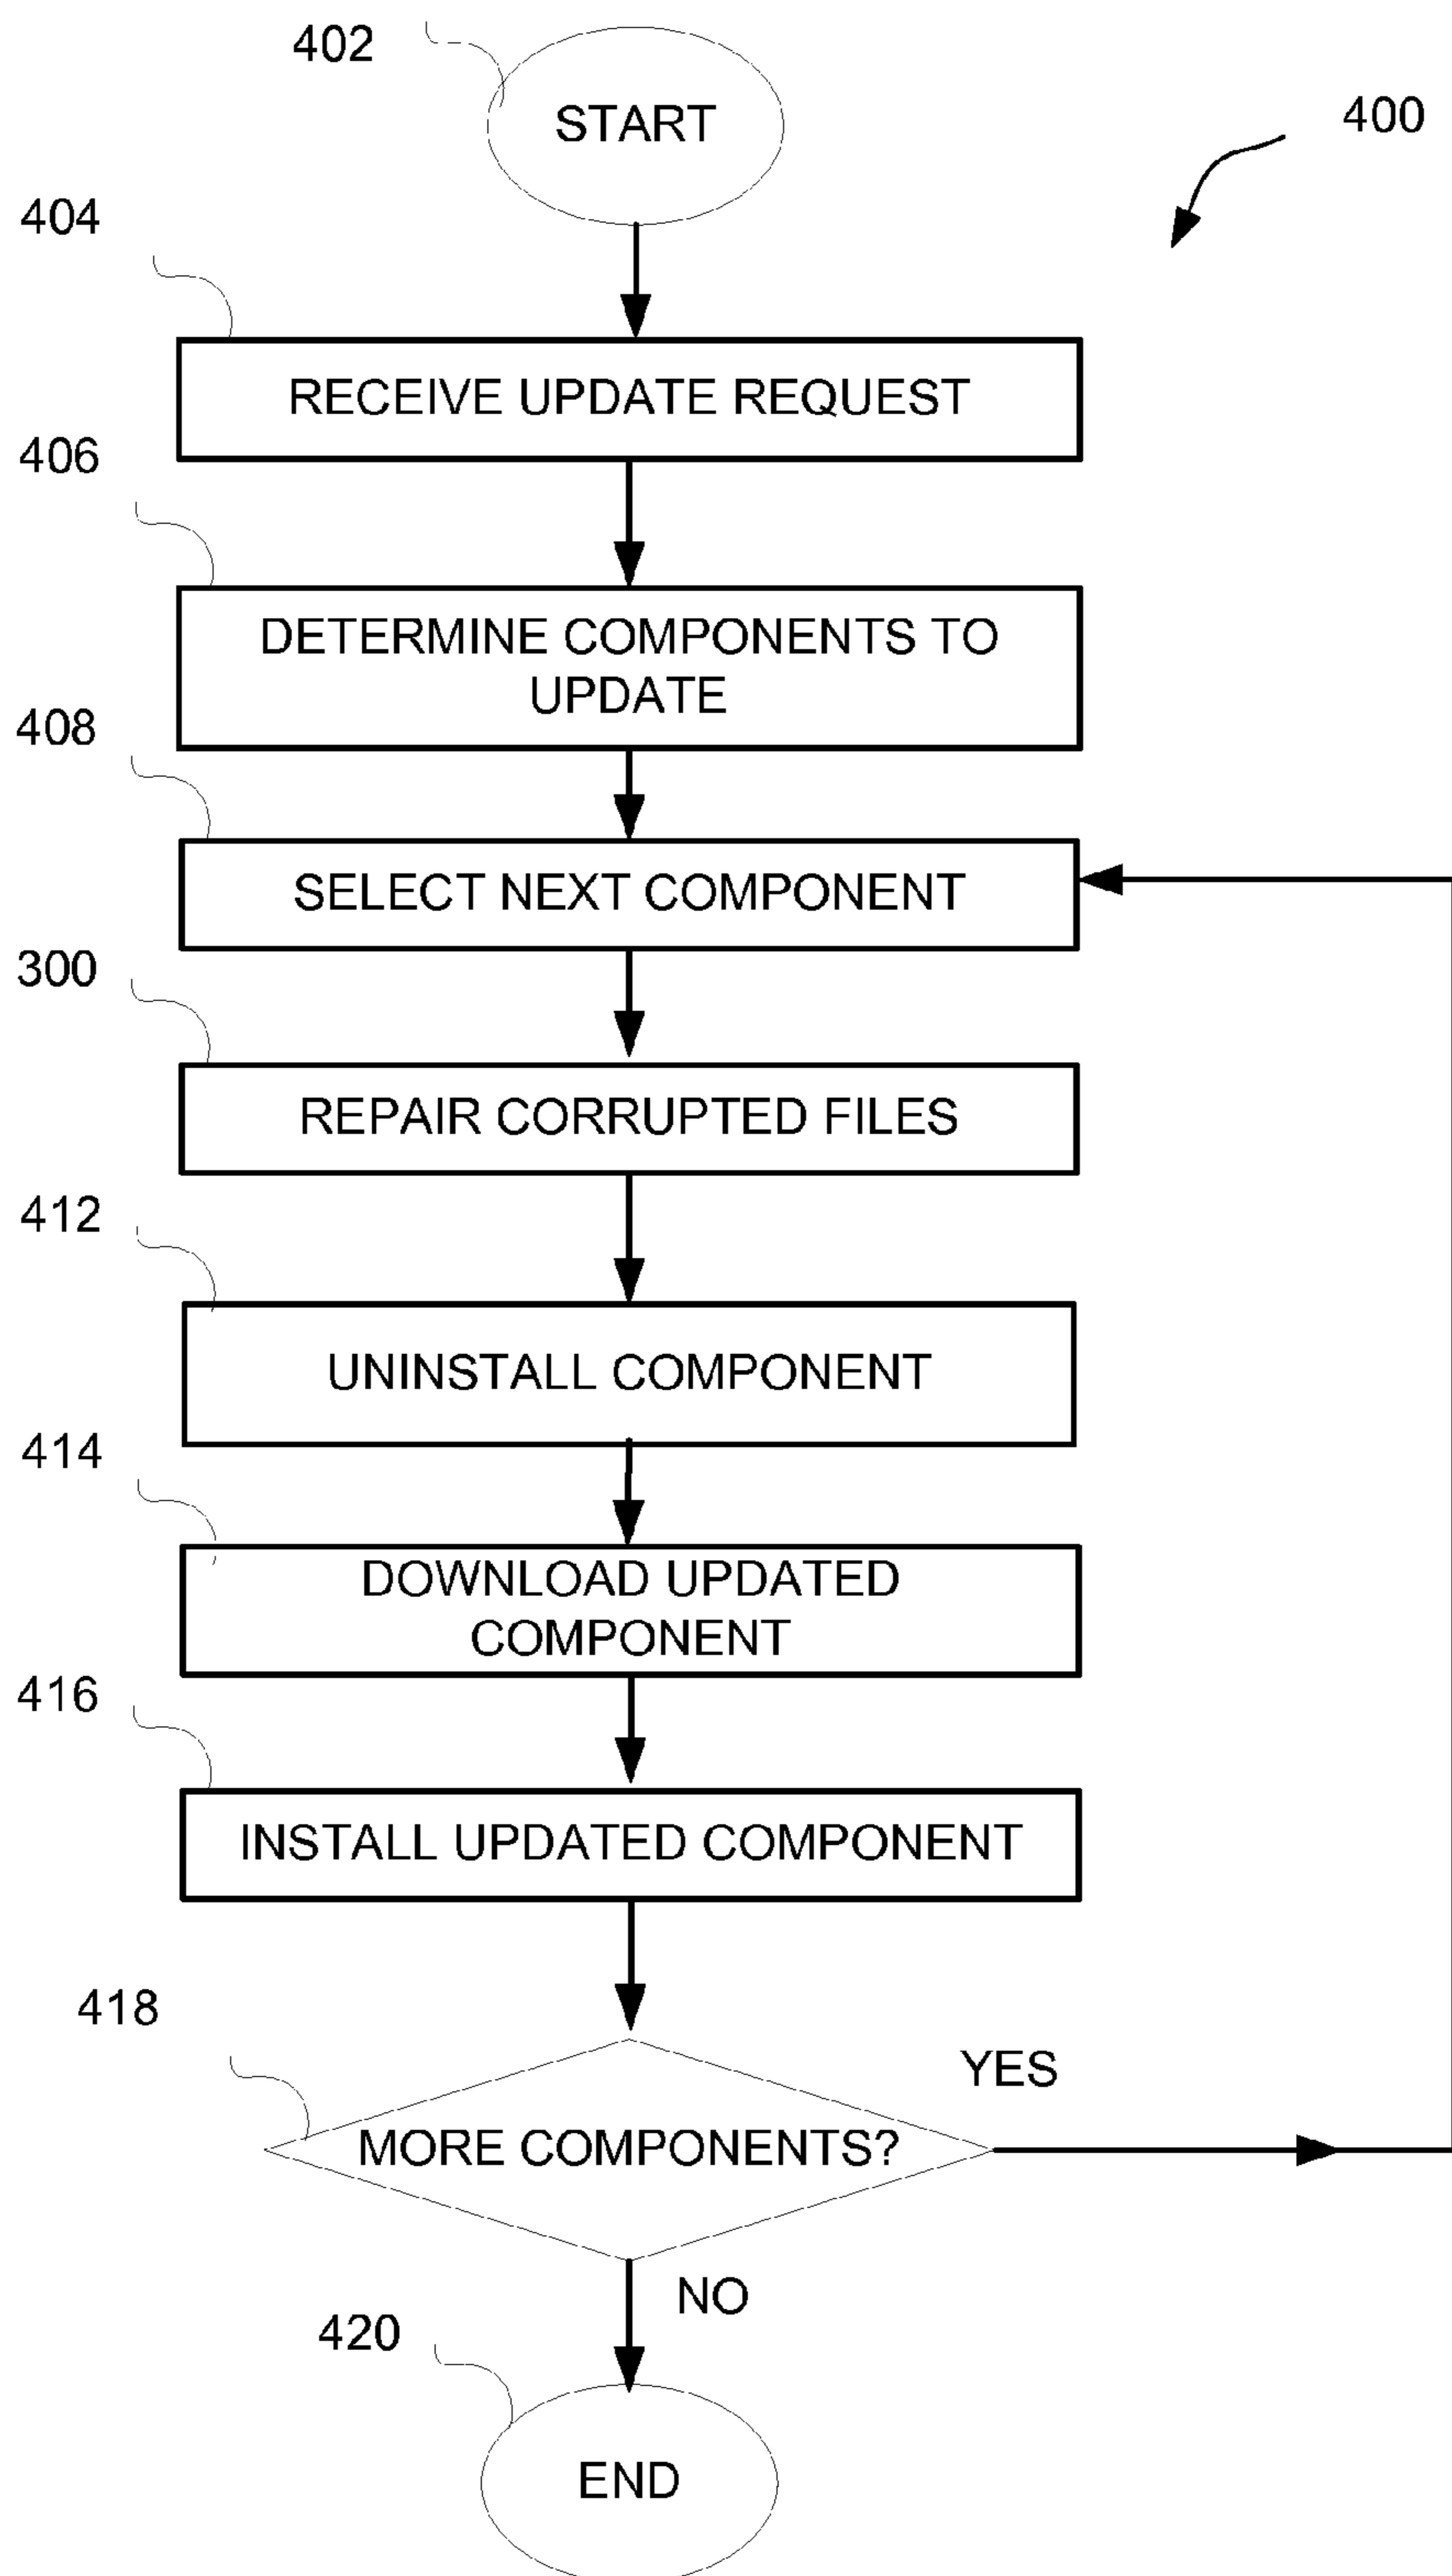 402
START
400
404
RECEIVE UPDATE REQUEST
406
DETERMINE COMPONENTS TO
UPDATE
408
SELECT NEXT COMPONENT
300
REPAIR CORRUPTED FILES
412
UNINSTALL COMPONENT
414
DOWNLOAD UPDATED
COMPONENT
416
INSTALL UPDATED COMPONENT
418
YES
MORE COMPONENTS?
NO
420
END